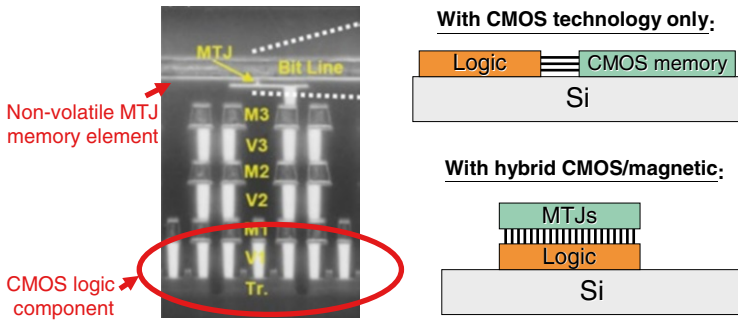 MTJ
Bit Line
M3
V3
M2
V2
M1
V1
Tr.
Non-volatile MTJ
memory element
CMOS logic
component
With CMOS technology only:
Logic
CMOS memory
Si
With hybrid CMOS/magnetic:
MTJs
Logic
Si